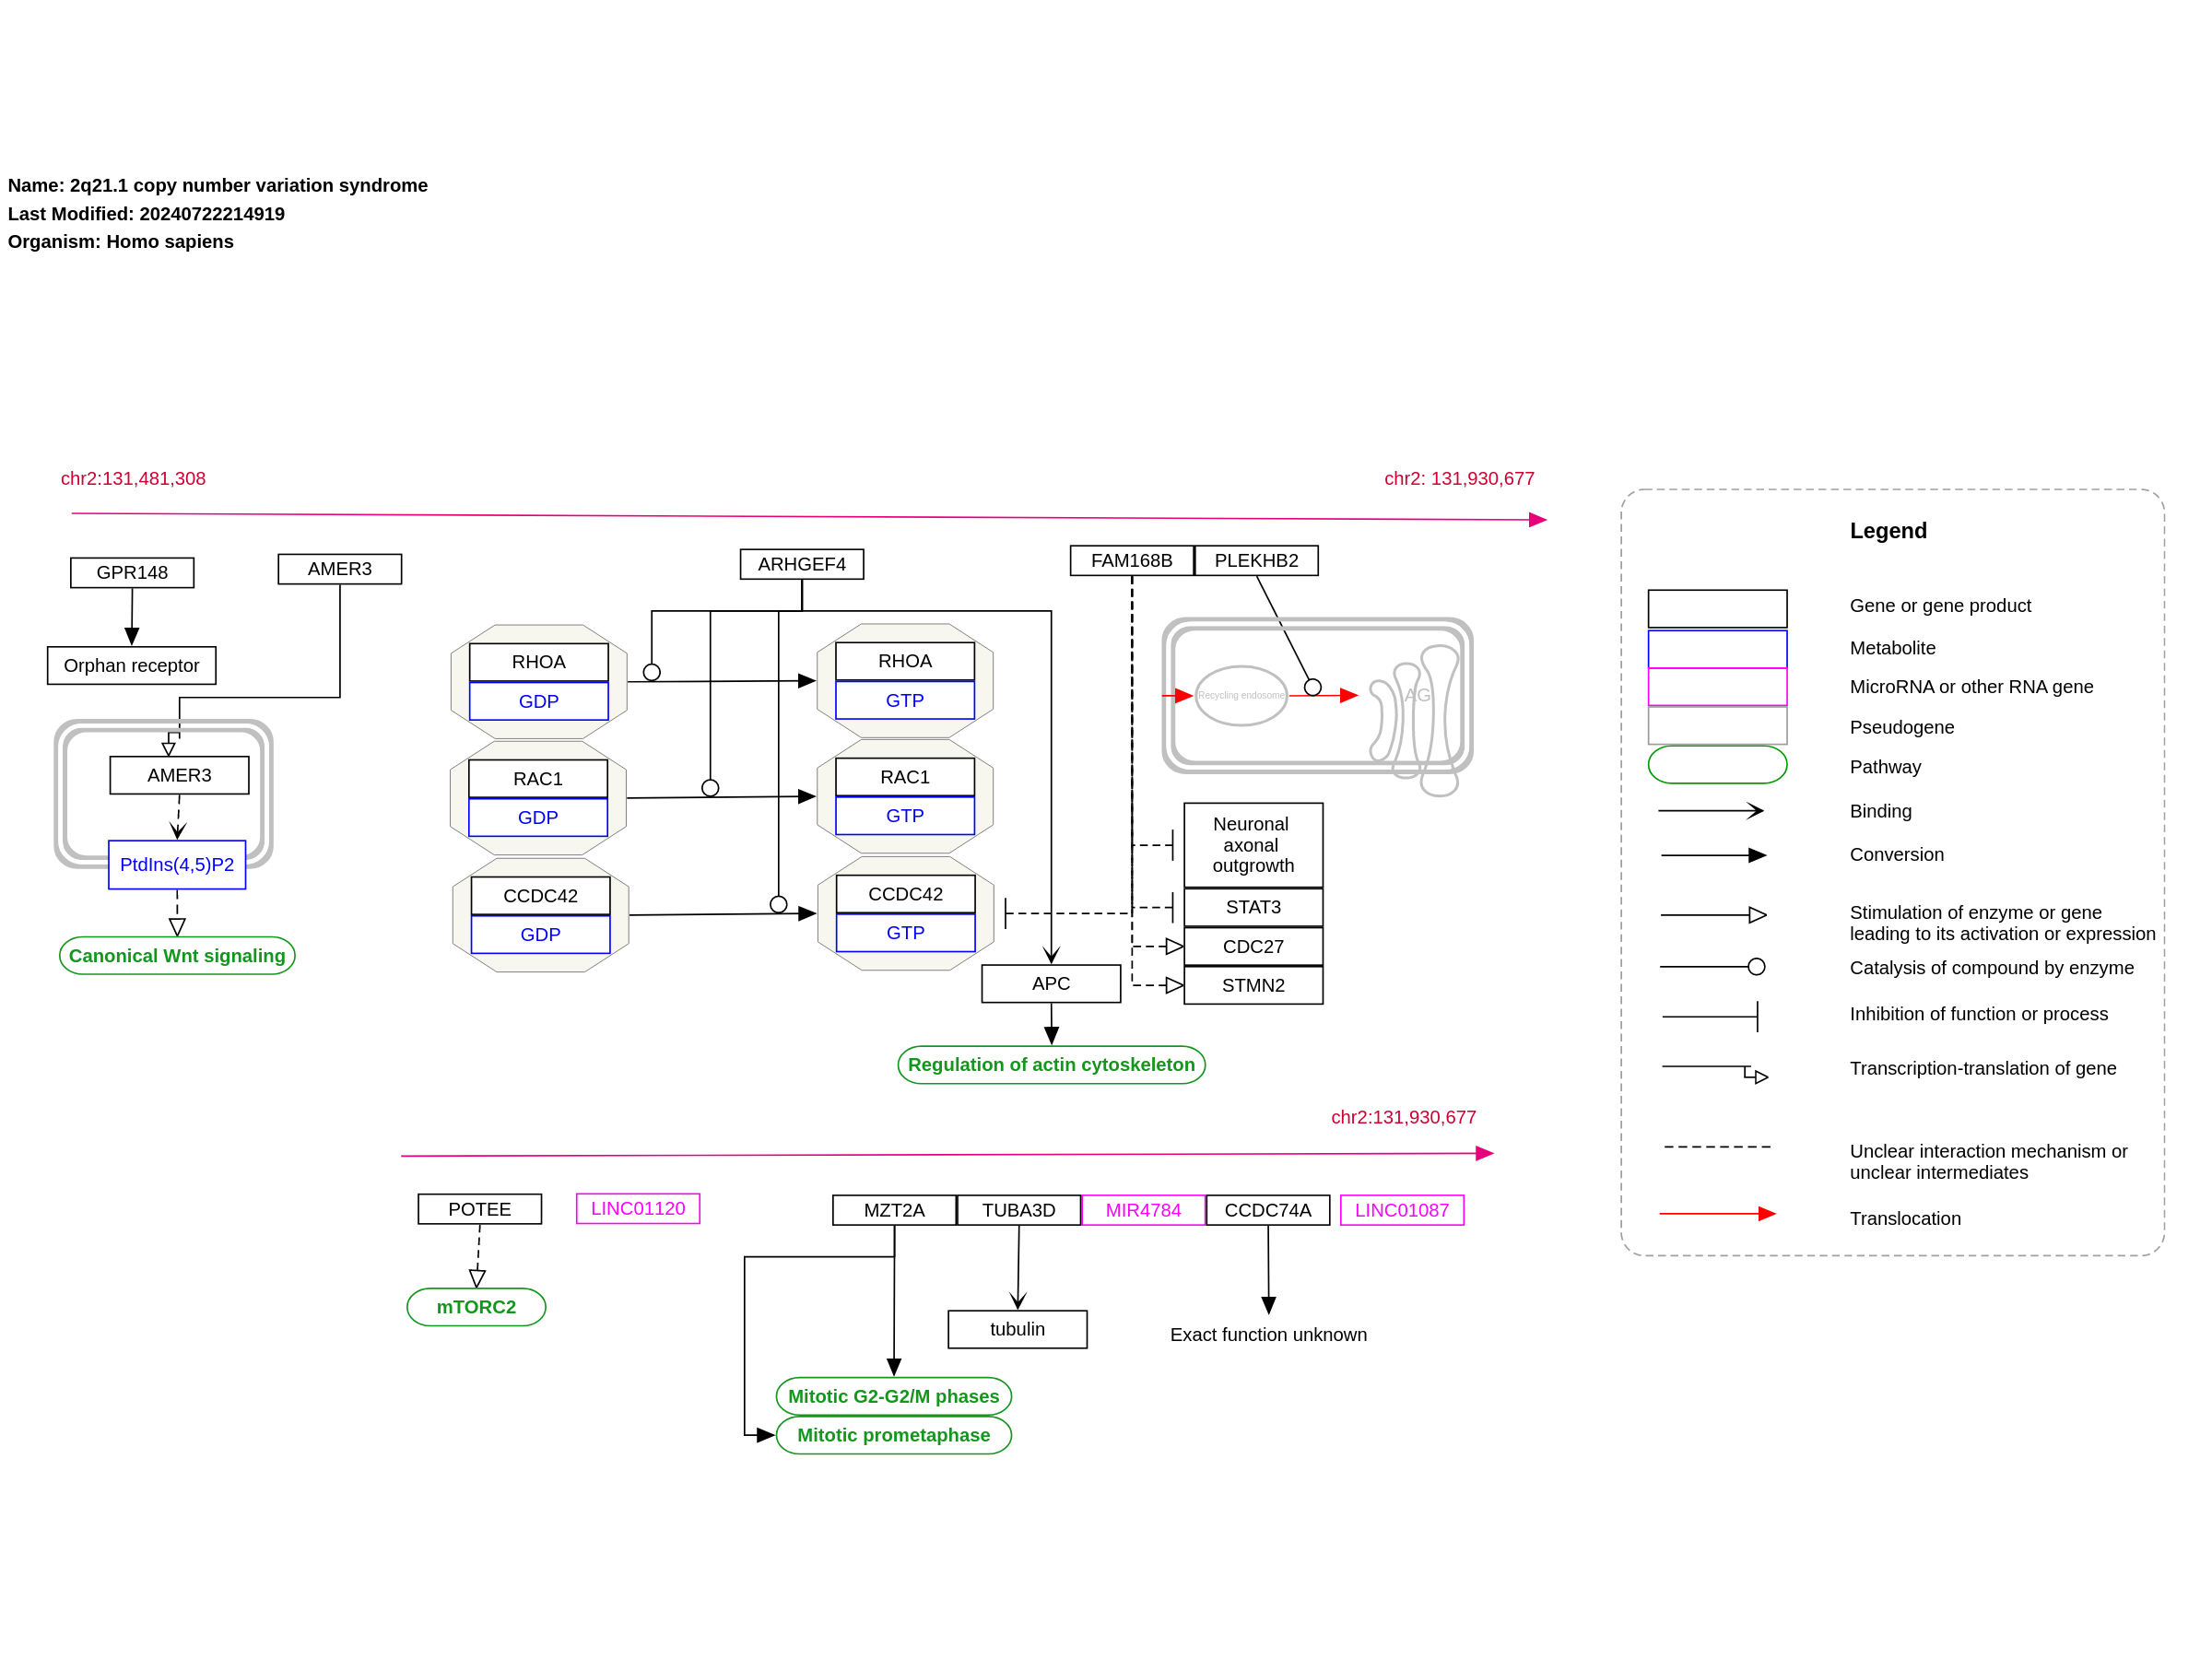 Name: 2q21.1 copy number variation syndrome
Last Modified: 20240722214919
Organism: Homo sapiens
chr2:131,481,308
chr2: 131,930,677
GPR148
AMER3
ARHGEF4
FAM168B
PLEKHB2
Orphan receptor
RHOA
GDP
RHOA
GTP
Recycling endosome
AG
AMER3
RAC1
GDP
RAC1
GTP
PtdIns(4,5)P2
Neuronal
axonal
outgrowth
CCDC42
GDP
CCDC42
GTP
STAT3
CDC27
STMN2
Canonical Wnt signaling
APC
Regulation of actin cytoskeleton
chr2:131,930,677
POTEE
LINC01120
MZT2A
TUBA3D
MIR4784
CCDC74A
LINC01087
mTORC2
tubulin
Exact function unknown
Mitotic G2-G2/M phases
Mitotic prometaphase
Legend
Gene or gene product
Metabolite
MicroRNA or other RNA gene
Pseudogene
Pathway
Binding
Conversion
Stimulation of enzyme or gene
leading to its activation or expression
Catalysis of compound by enzyme
Inhibition of function or process
Transcription-translation of gene
Unclear interaction mechanism or
unclear intermediates
Translocation